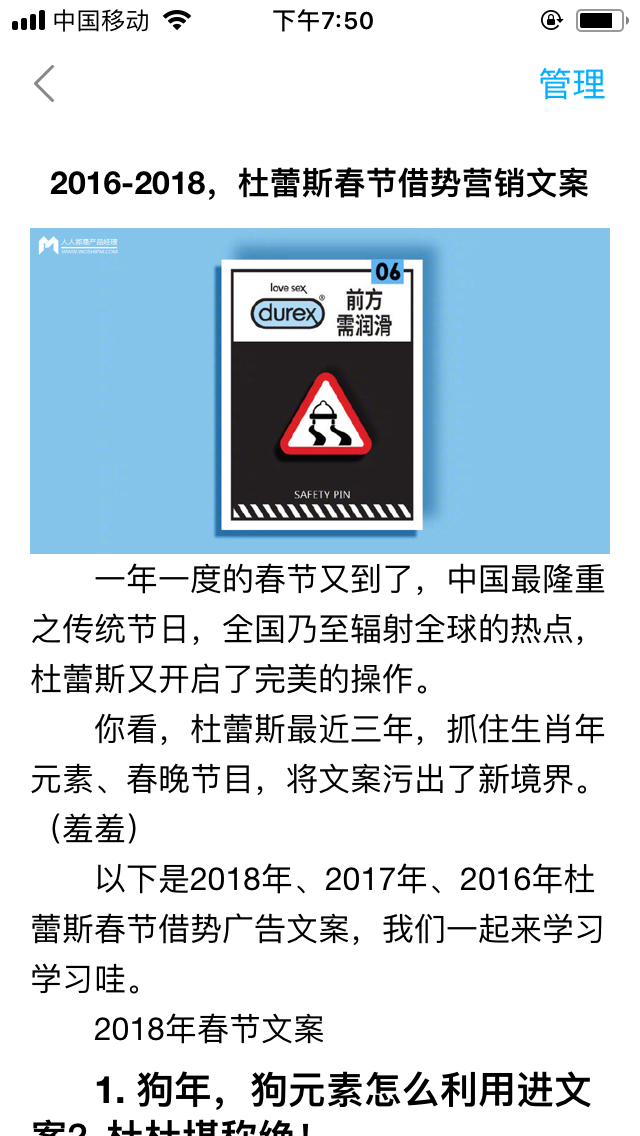 中国移动
下午7:50
管理
2016-2018，杜蕾斯春节借势营销文案
人人都是产品经理
WWW.WOSHIPM.COM
06
love sex
durex®
前方
需润滑
SAFETY PIN
一年一度的春节又到了，中国最隆重
之传统节日，全国乃至辐射全球的热点，
杜蕾斯又开启了完美的操作。
你看，杜蕾斯最近三年，抓住生肖年
元素、春晚节目，将文案污出了新境界。
（羞羞）
以下是2018年、2017年、2016年杜
蕾斯春节借势广告文案，我们一起来学习
学习哇。
2018年春节文案
1. 狗年，狗元素怎么利用进文
案？杜杜堪称绝！